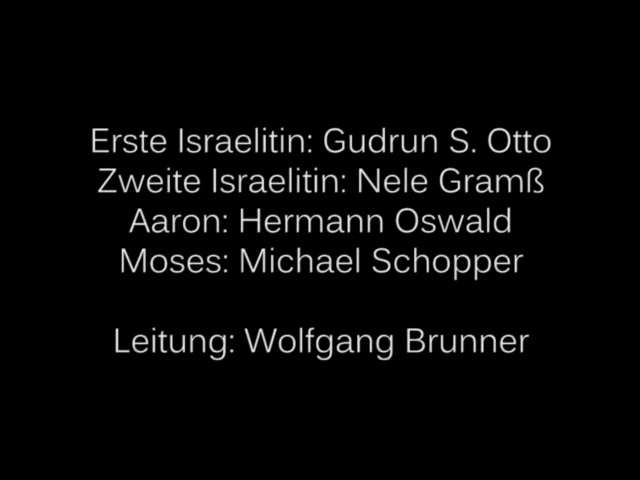 Erste Israelitin: Gudrun S. Otto
Zweite Israelitin: Nele Gramß
Aaron: Hermann Oswald
Moses: Michael Schopper
Leitung: Wolfgang Brunner